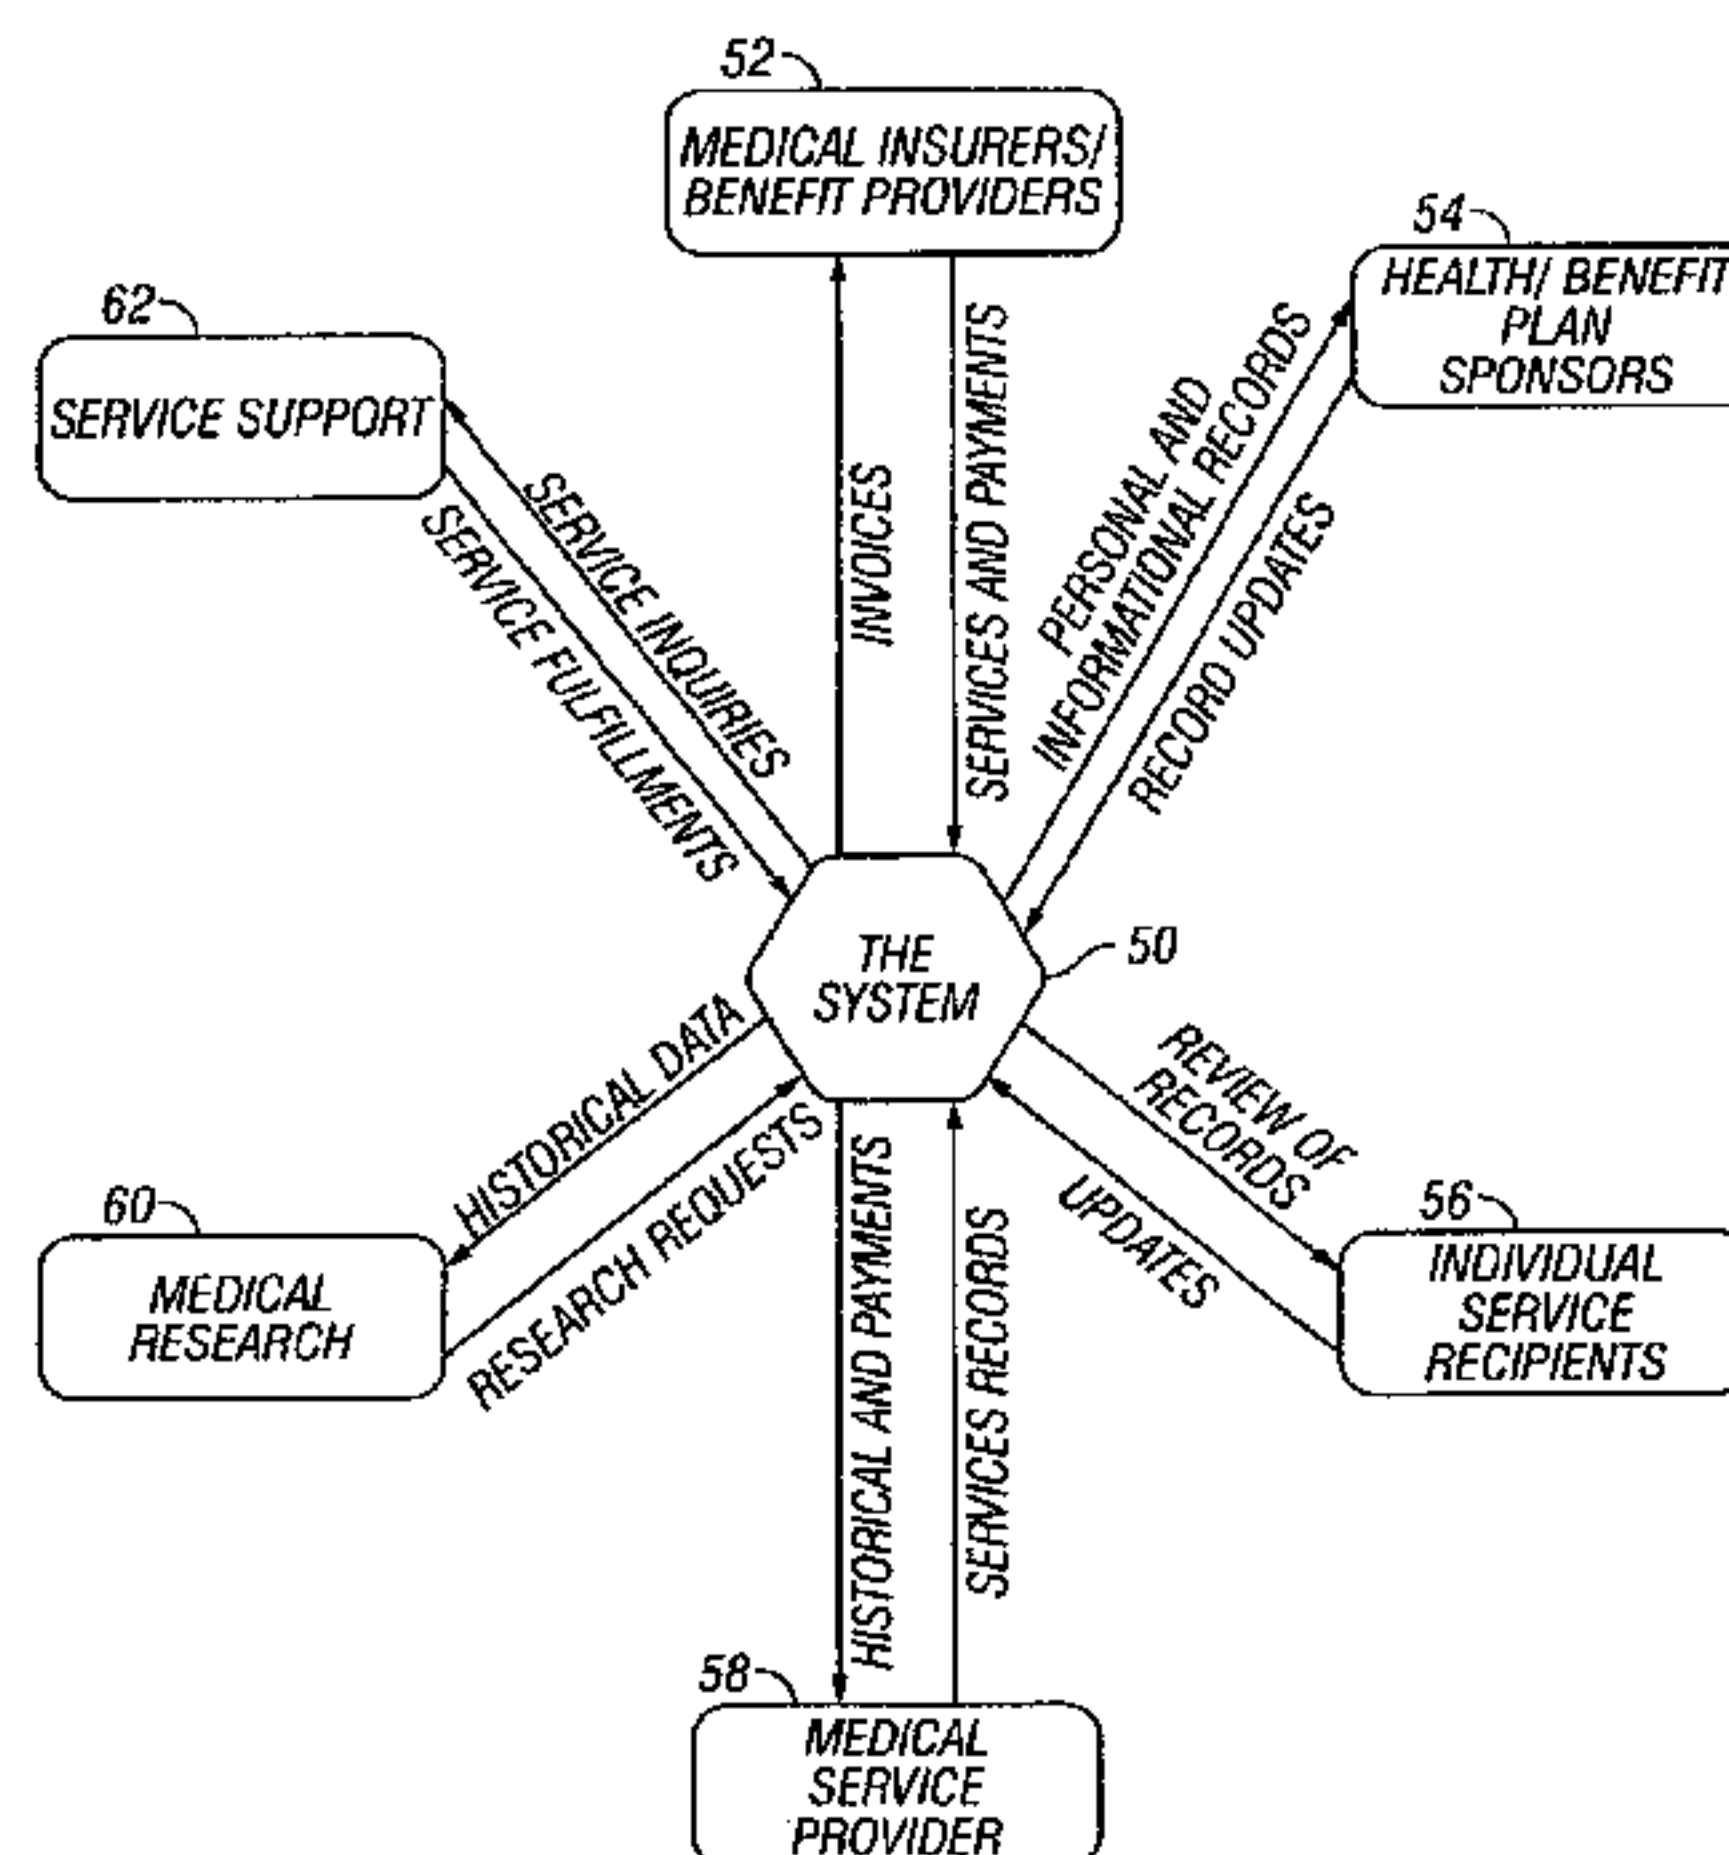 52
MEDICAL INSURERS/
BENEFIT PROVIDERS
54
HEALTH/ BENEFIT
PLAN
SPONSORS
62
SERVICE SUPPORT
INVOICES
SERVICES AND PAYMENTS
PERSONAL AND
INFORMATIONAL RECORDS
RECORD UPDATES
SERVICE INQUIRIES
SERVICE FULFILLMENTS
THE
SYSTEM
50
HISTORICAL DATA
RESEARCH REQUESTS
REVIEW OF
RECORDS
UPDATES
60
MEDICAL
RESEARCH
HISTORICAL AND PAYMENTS
SERVICES RECORDS
56
INDIVIDUAL
SERVICE
RECIPIENTS
58
MEDICAL
SERVICE
PROVIDER